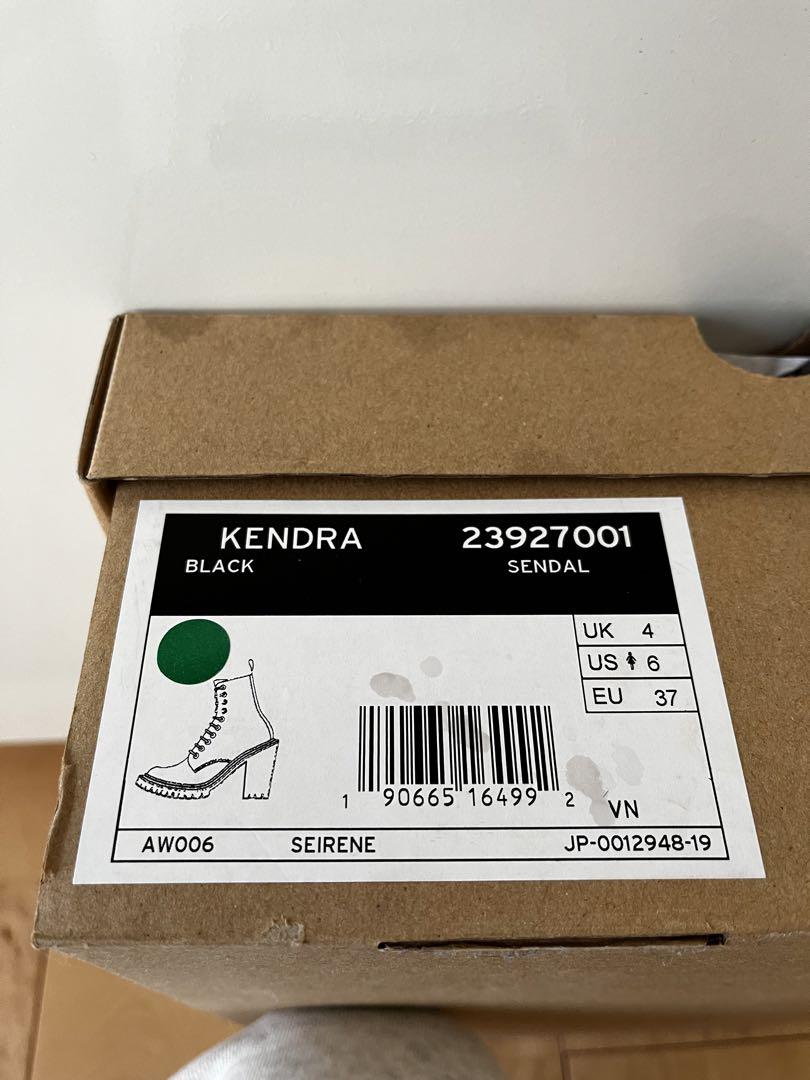 KENDRA 23927001
BLACK SENDAL
UK 4
US 6
EU 37
1 90665 16499 2
VN
AW006 SEIRENE JP-0012948-19